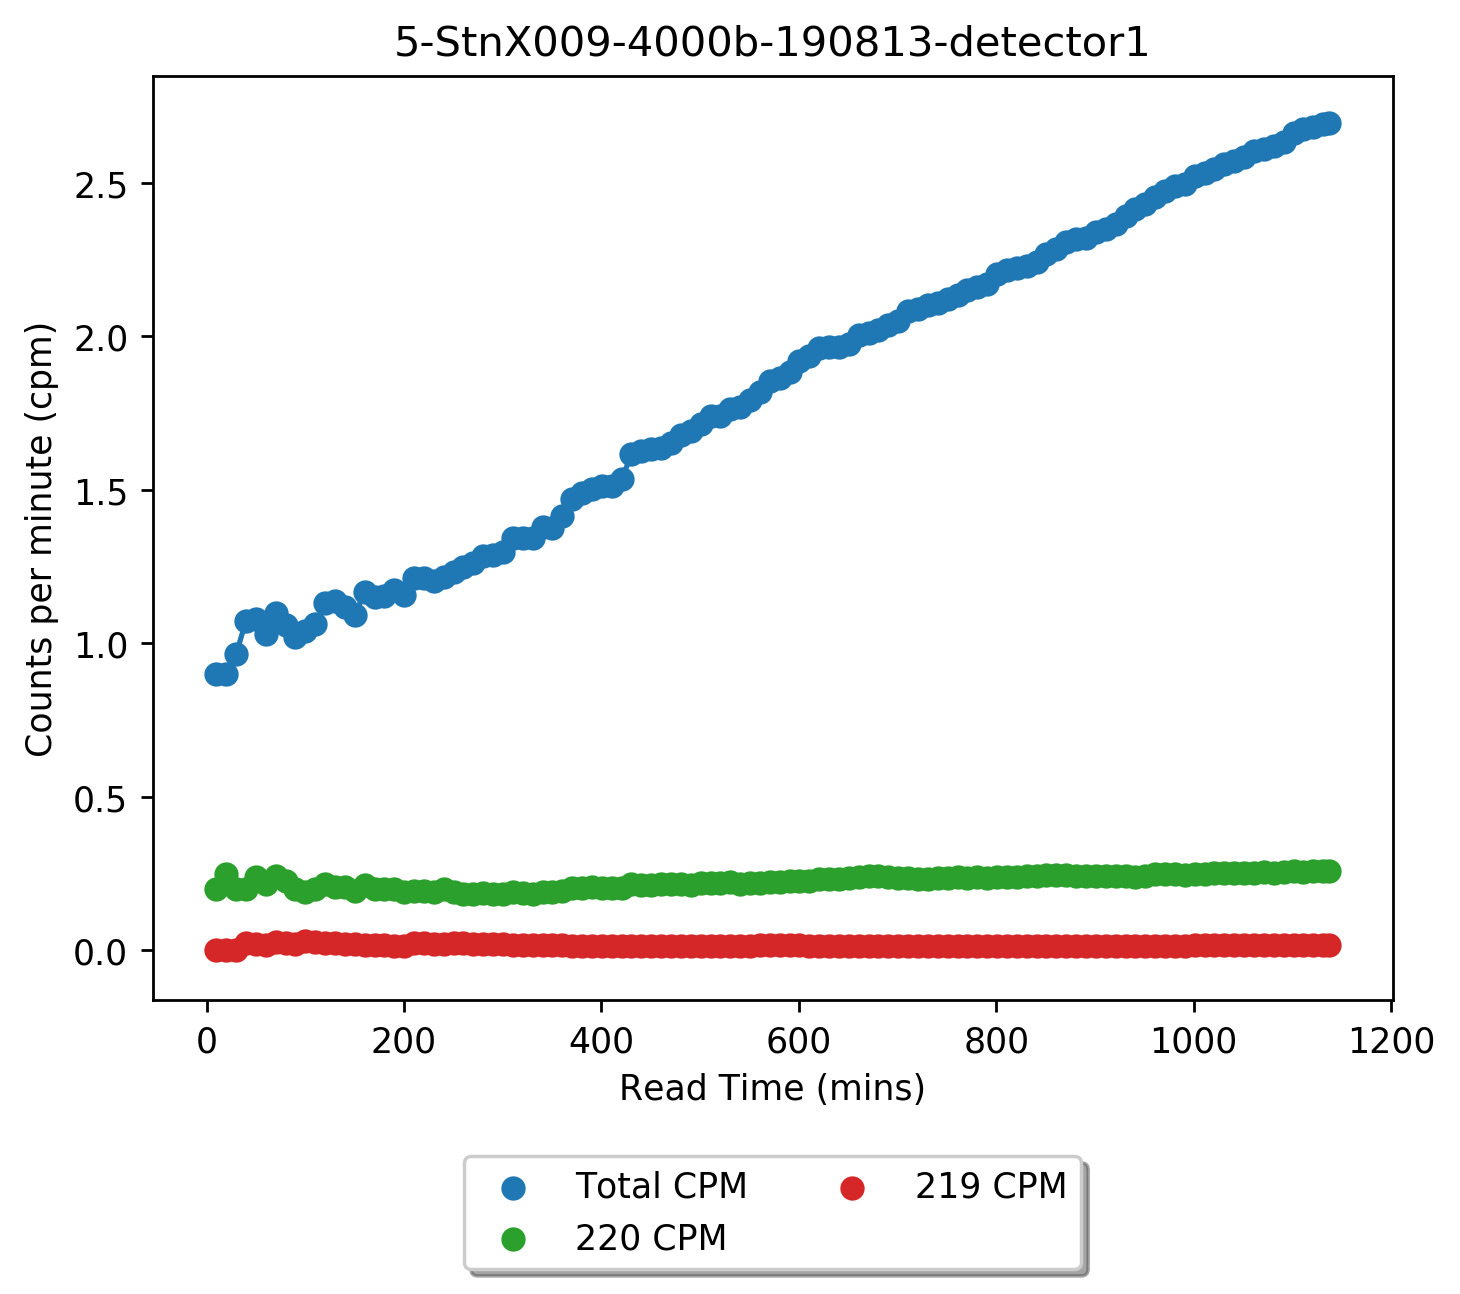 5-StnX009-4000b-190813-detector1
2.5
2.0
1.5
1.0
0.5
0.0
Counts per minute (cpm)
0 200 400 600 800 1000 1200
Read Time (mins)
Total CPM 219 CPM
220 CPM